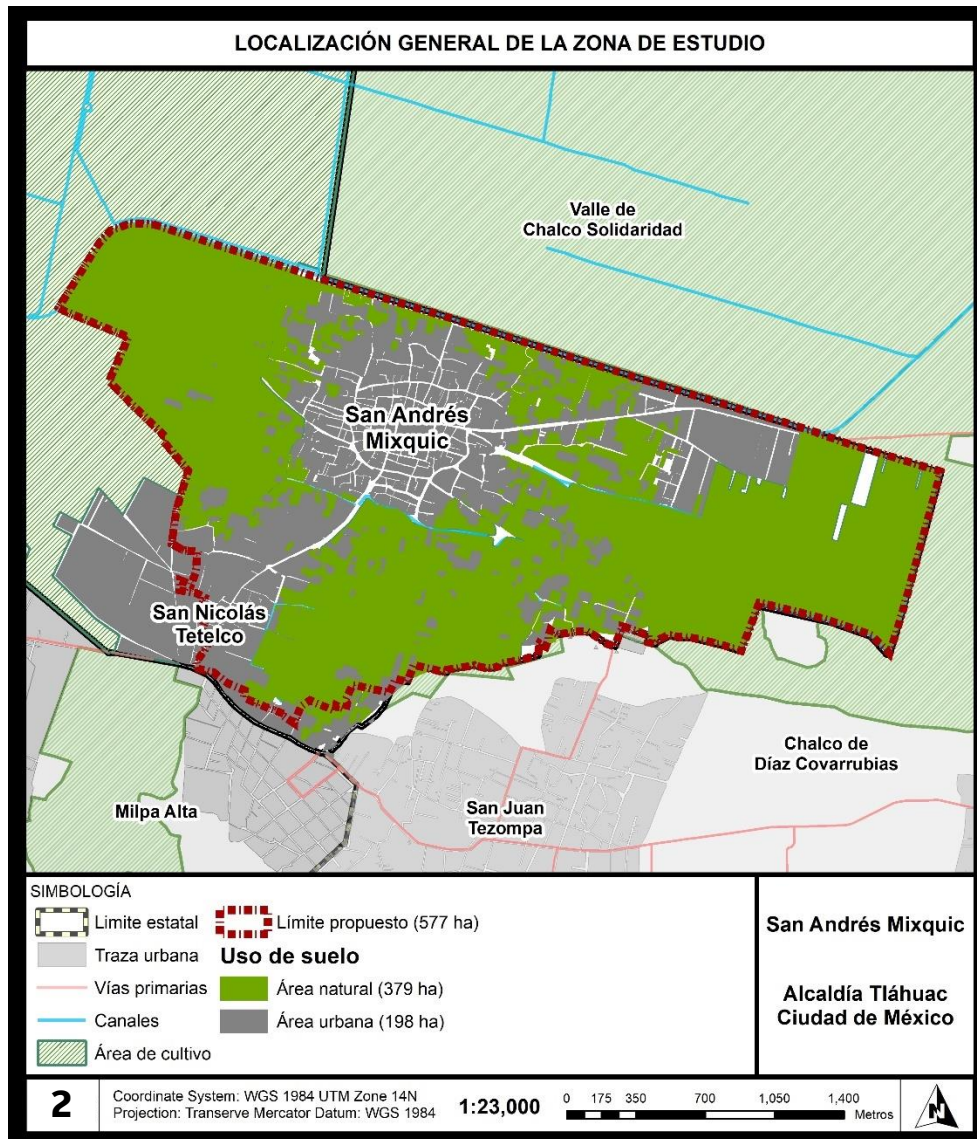 LOCALIZACIÓN GENERAL DE LA ZONA DE ESTUDIO
Valle de
Chalco Solidaridad
San Andrés
Mixquic
San Nicolás
Tetelco
Chalco de
Díaz Covarrubias
Milpa Alta
San Juan
Tezompa
SIMBOLOGÍA
Limite estatal
Límite propuesto (577 ha)
Traza urbana
Uso de suelo
Vías primarias
Área natural (379 ha)
Canales
Área urbana (198 ha)
Área de cultivo
San Andrés Mixquic
Alcaldía Tláhuac
Ciudad de México
2
Coordinate System: WGS 1984 UTM Zone 14N
Projection: Transerve Mercator Datum: WGS 1984
1:23,000
0 175 350 700 1,050 1,400
Metros
N